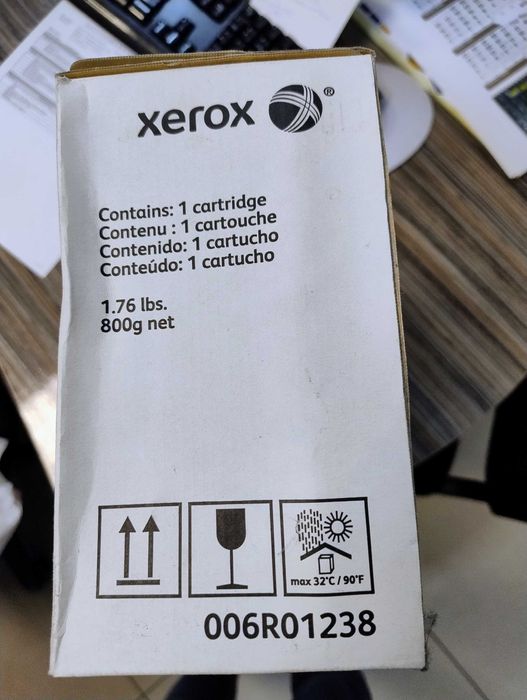 xerox ®
Contains: 1 cartridge
Contenu : 1 cartouche
Contenido: 1 cartucho
Conteúdo: 1 cartucho
1.76 lbs.
800g net
max 32°C / 90°F
006R01238